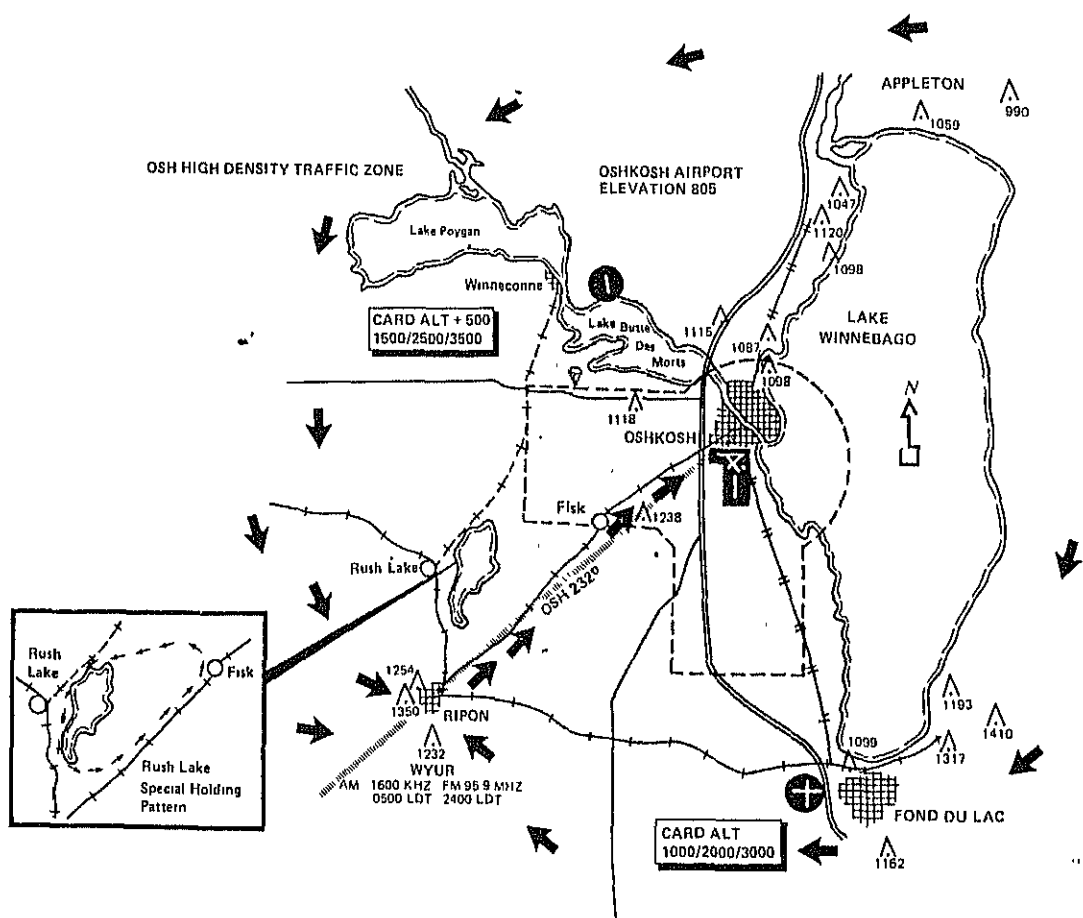 APPLETON
1059
990
OSH HIGH DENSITY TRAFFIC ZONE
OSHKOSH AIRPORT
ELEVATION 805
1047
1120
1098
Lake Poygan
Winneconne
CARD ALT + 500
1500/2500/3500
Lake Butte
Des
Morts
1115
1087
1098
LAKE
WINNEBAGO
N
1118
OSHKOSH
Fisk
1238
Rush Lake
OSH 232°
Rush
Lake
Fisk
Rush Lake
Special Holding
Pattern
1254
1350
RIPON
1232
WYUR
AM 1600 KHZ FM 95 9 MHZ
0500 LDT 2400 LDT
1193
1410
1317
1099
FOND DU LAC
CARD ALT
1000/2000/3000
1162